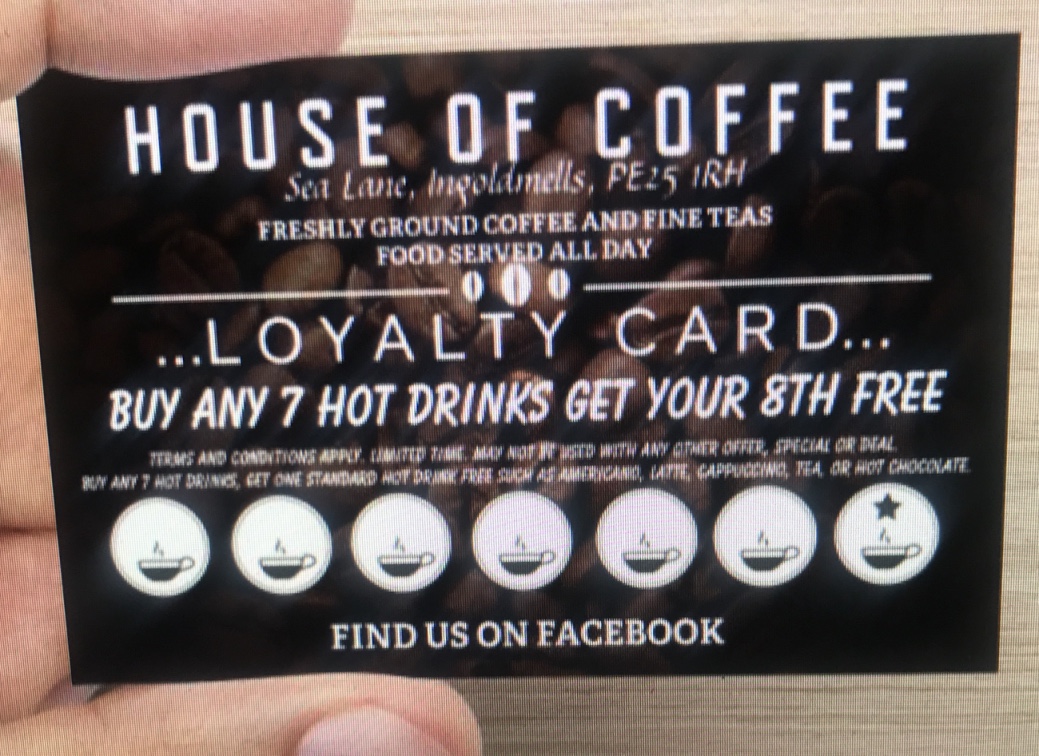 HOUSE OF COFFEE
Sea Lane, Ingoldmells, PE25 1RH
FRESHLY GROUND COFFEE AND FINE TEAS
FOOD SERVED ALL DAY
...LOYALTY CARD...
BUY ANY 7 HOT DRINKS GET YOUR 8TH FREE
TERMS AND CONDITIONS APPLY. LIMITED TIME. MAY NOT BE USED WITH ANY OTHER OFFER, SPECIAL OR DEAL.
BUY ANY 7 HOT DRINKS, GET ONE STANDARD HOT DRINK FREE SUCH AS AMERICANO, LATTE, CAPPUCCINO, TEA, OR HOT CHOCOLATE.
FIND US ON FACEBOOK